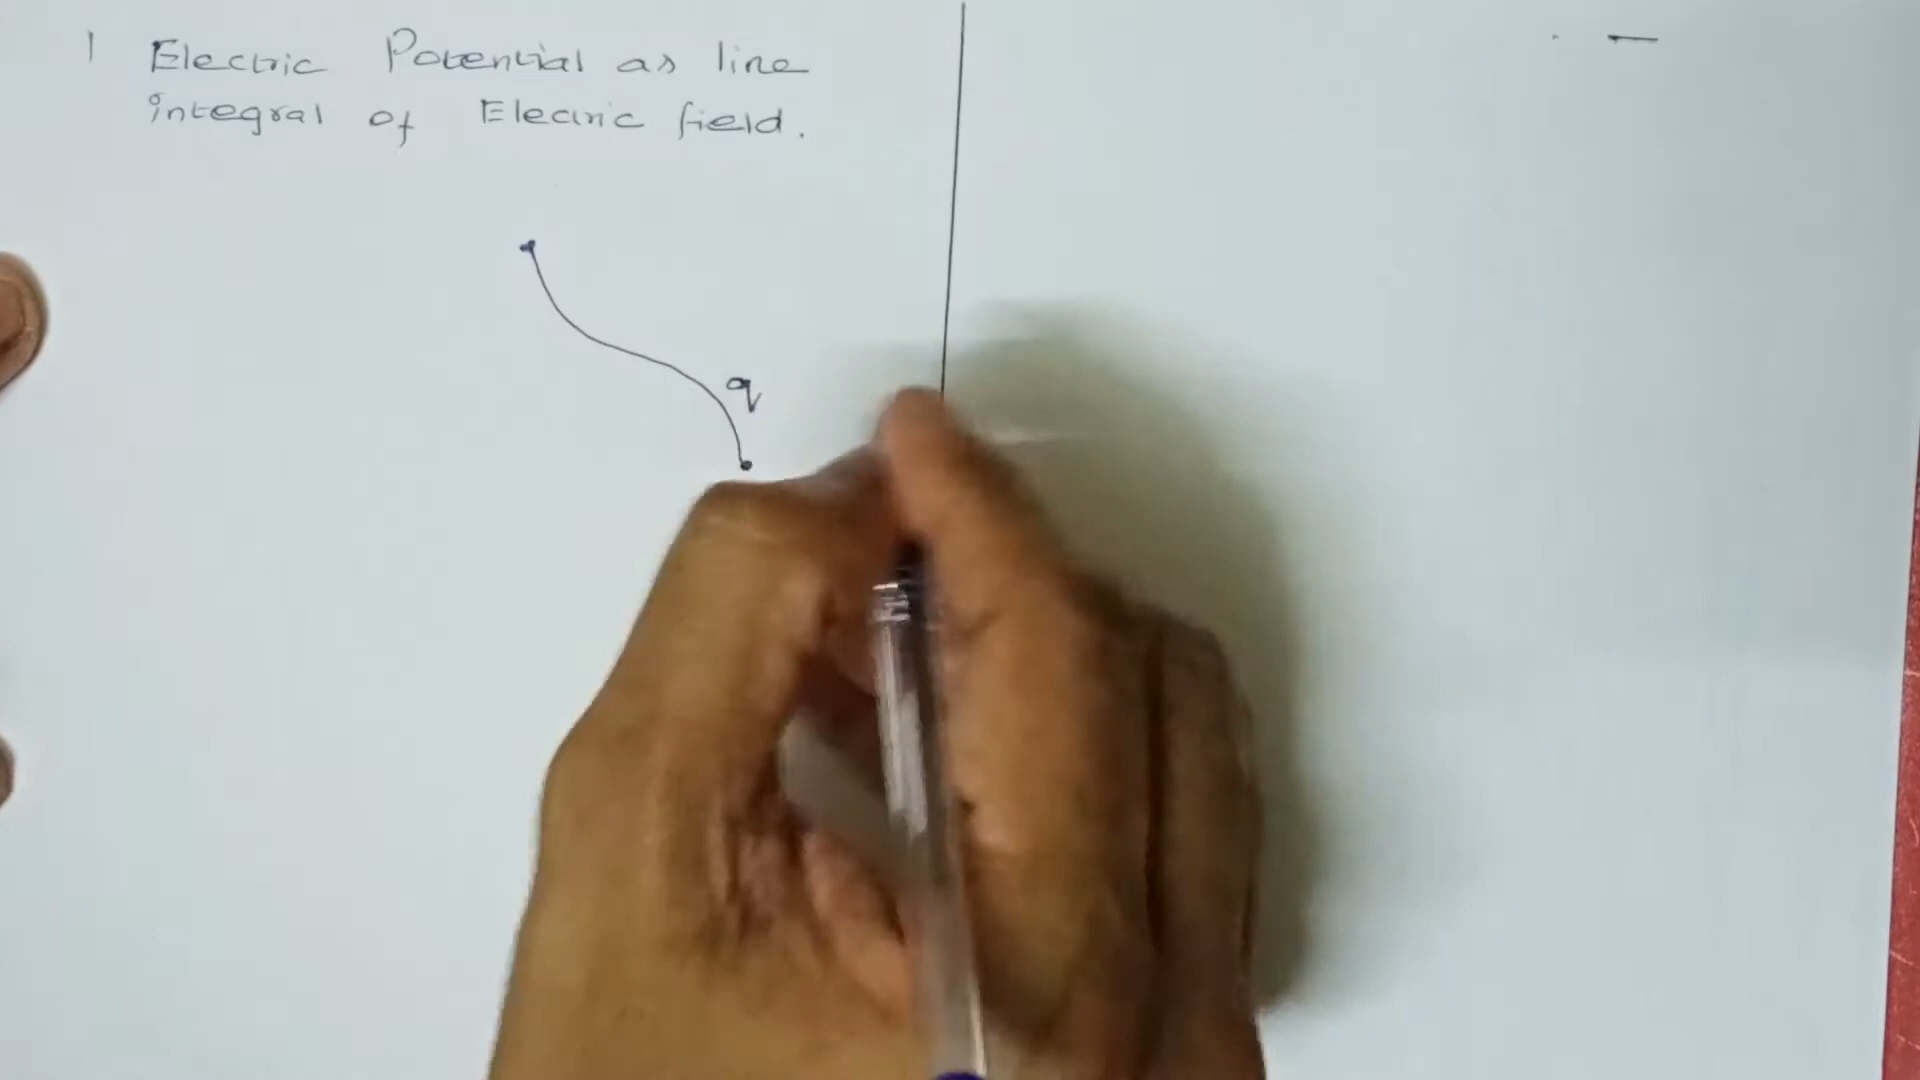 1 Electric Potential as line
integral of Electric field.
q